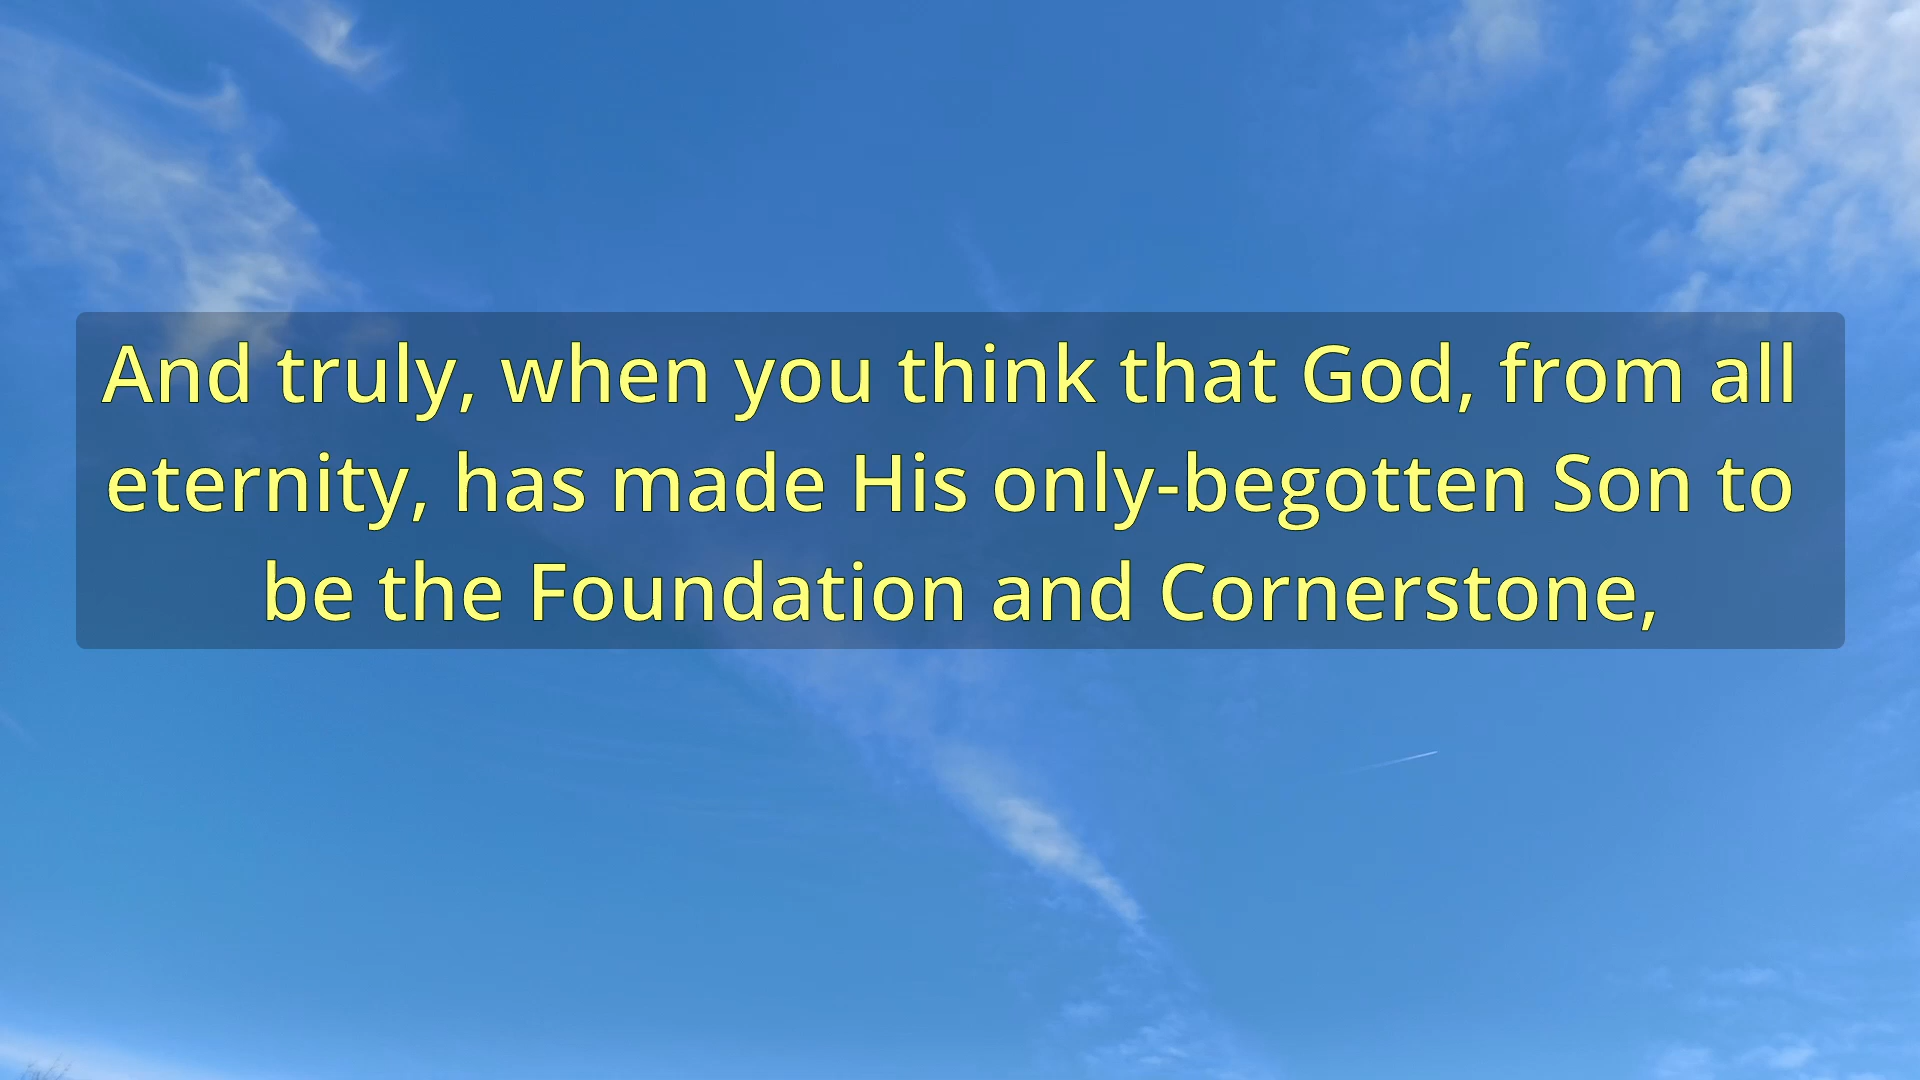 And truly, when you think that God, from all
eternity, has made His only-begotten Son to
be the Foundation and Cornerstone,